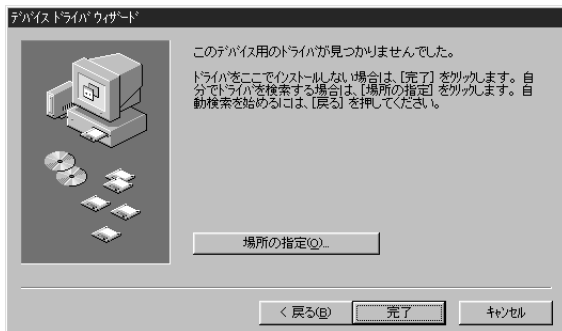 ﾃﾞﾊﾞｲｽ ﾄﾞﾗｲﾊﾞ ｳｨｻﾞｰﾄﾞ
このﾃﾞﾊﾞｲｽ用のﾄﾞﾗｲﾊﾞが見つかりませんでした。
ﾄﾞﾗｲﾊﾞをここでｲﾝｽﾄｰﾙしない場合は、[完了] をｸﾘｯｸします。自
分でﾄﾞﾗｲﾊﾞを検索する場合は、[場所の指定] をｸﾘｯｸします。自
動検索を始めるには、[戻る] を押してください。
場所の指定(O)...
< 戻る(B)
完了
ｷｬﾝｾﾙ